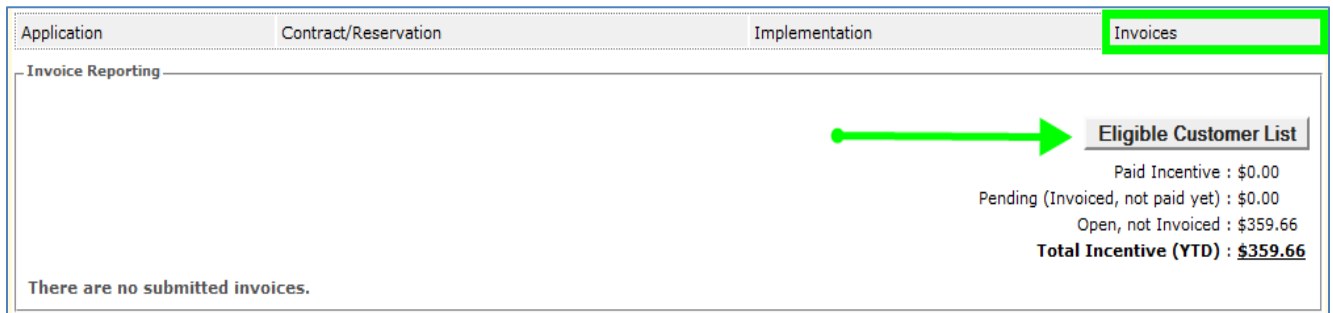 Application Contract/Reservation Implementation Invoices
Invoice Reporting
Eligible Customer List
Paid Incentive : $0.00
Pending (Invoiced, not paid yet) : $0.00
Open, not Invoiced : $359.66
Total Incentive (YTD) : $359.66
There are no submitted invoices.